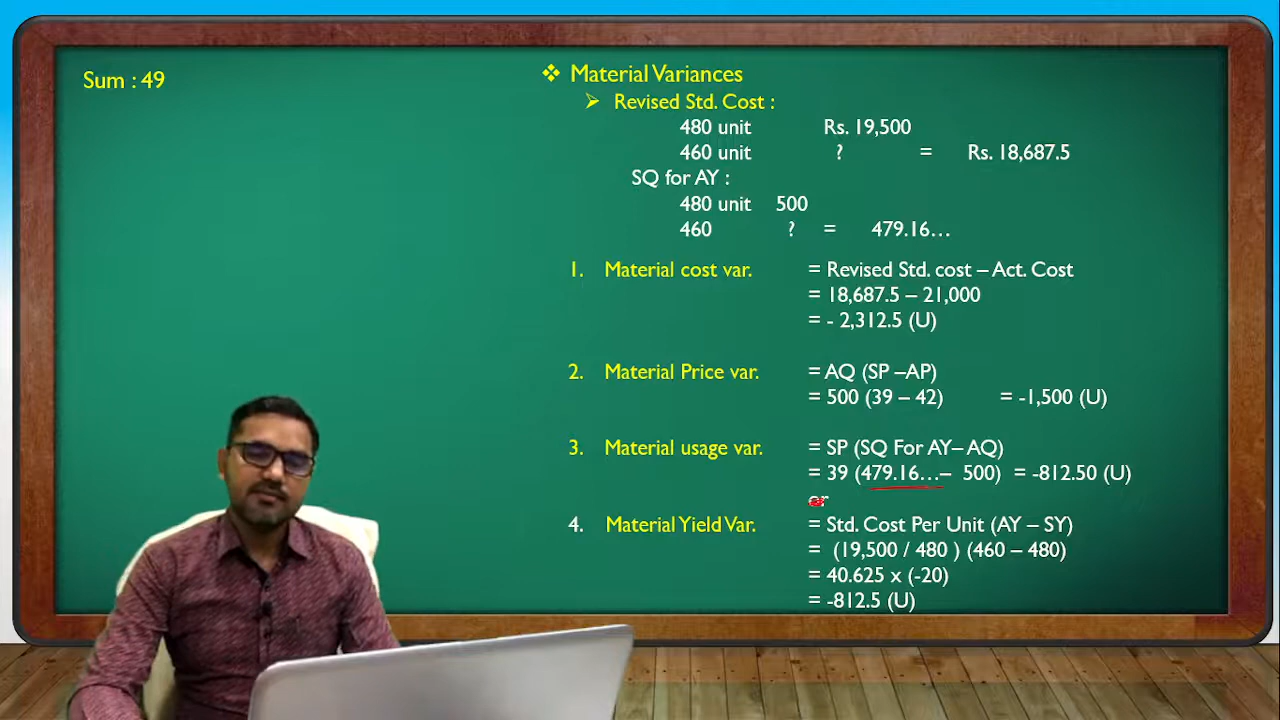 Sum : 49
❖ Material Variances
➢ Revised Std. Cost :
480 unit Rs. 19,500
460 unit ? = Rs. 18,687.5
SQ for AY :
480 unit 500
460 ? = 479.16…
1. Material cost var. = Revised Std. cost – Act. Cost
= 18,687.5 – 21,000
= - 2,312.5 (U)
2. Material Price var. = AQ (SP –AP)
= 500 (39 – 42) = -1,500 (U)
3. Material usage var. = SP (SQ For AY– AQ)
= 39 (479.16…– 500) = -812.50 (U)
or
4. Material Yield Var. = Std. Cost Per Unit (AY – SY)
= (19,500 / 480 ) (460 – 480)
= 40.625 x (-20)
= -812.5 (U)